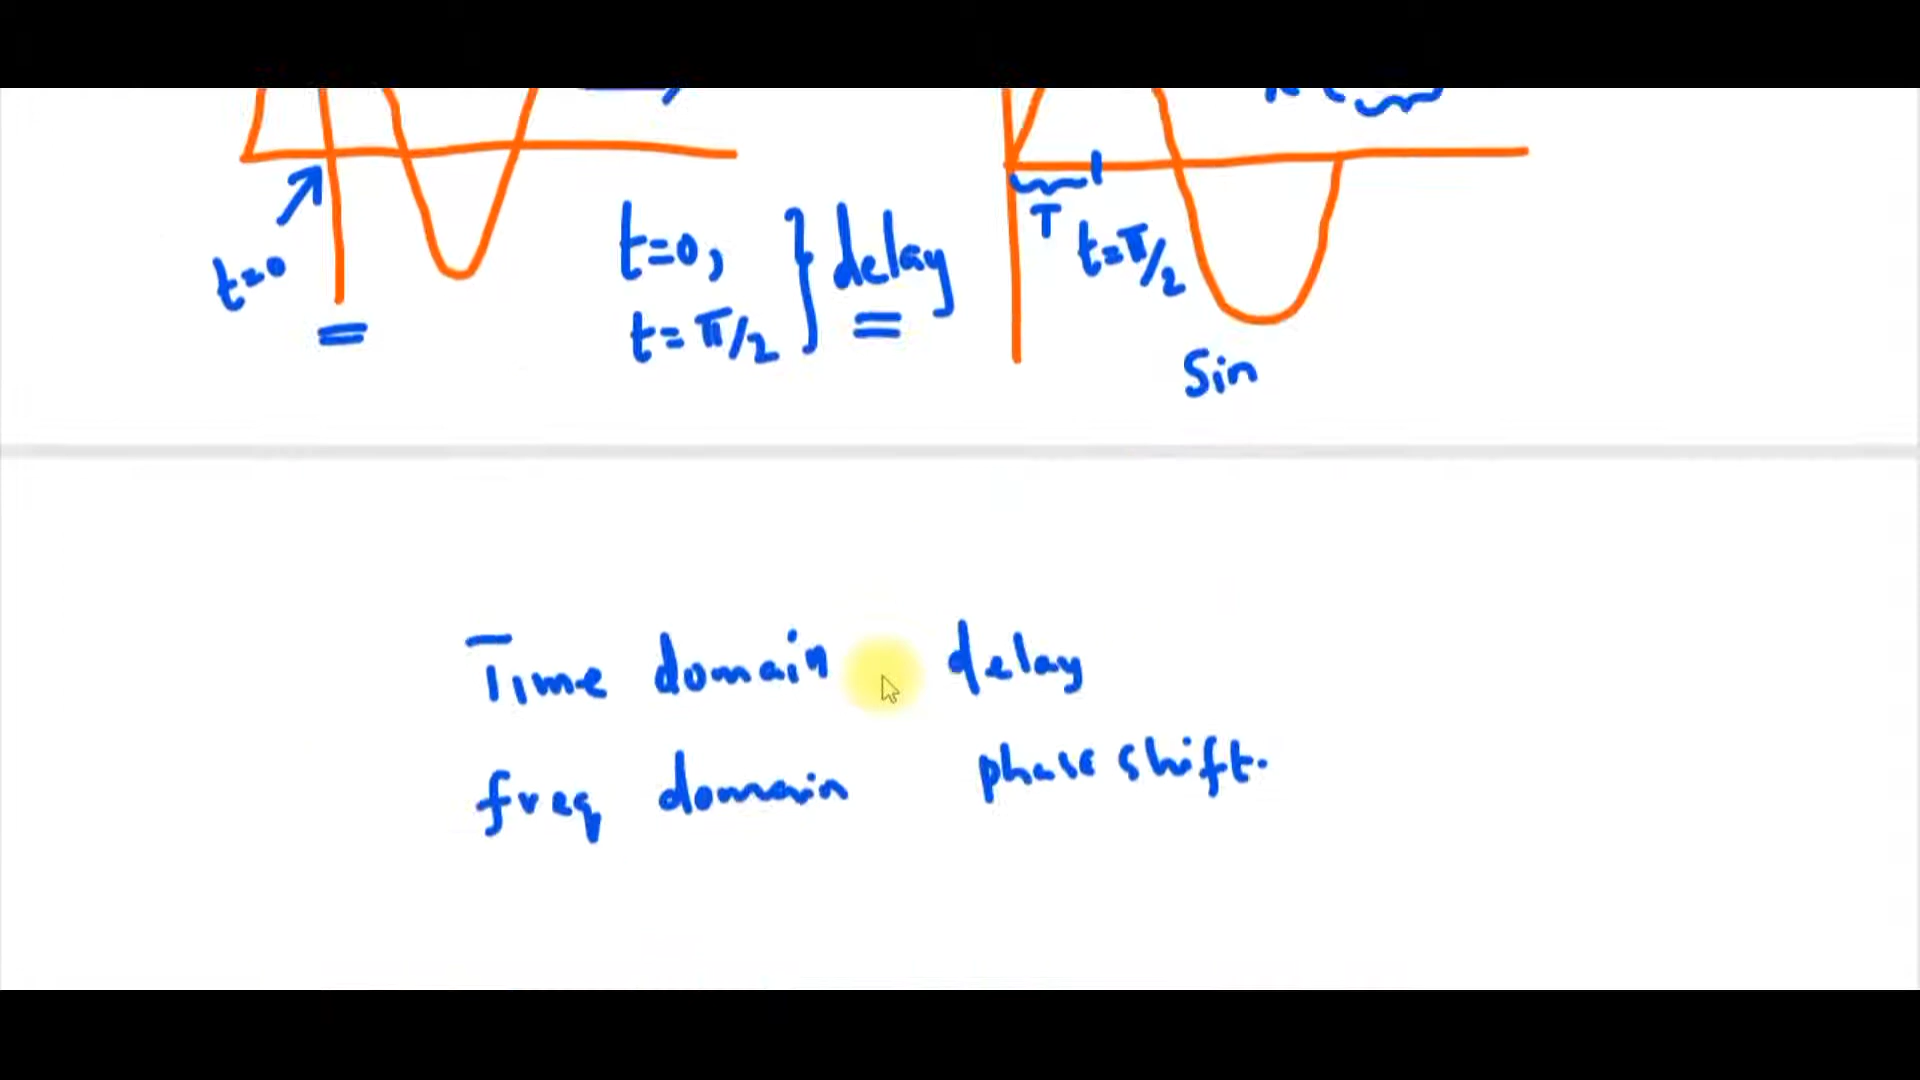 t=0
t=0,
t=π/2
delay
T
t=π/2
Sin
Time domain delay
freq domain phase shift.